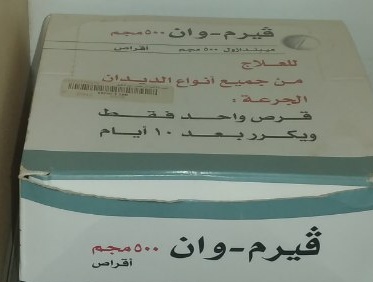 ڤيرم-وان ٥٠٠ مجم
ميبندازول ٥٠٠ مجم أقراص
للعلاج
من جميع أنواع الديدان
الجرعة :
قرص واحد فقط
ويكرر بعد ١٠ أيام
ڤيرم-وان ٥٠٠ مجم
أقراص